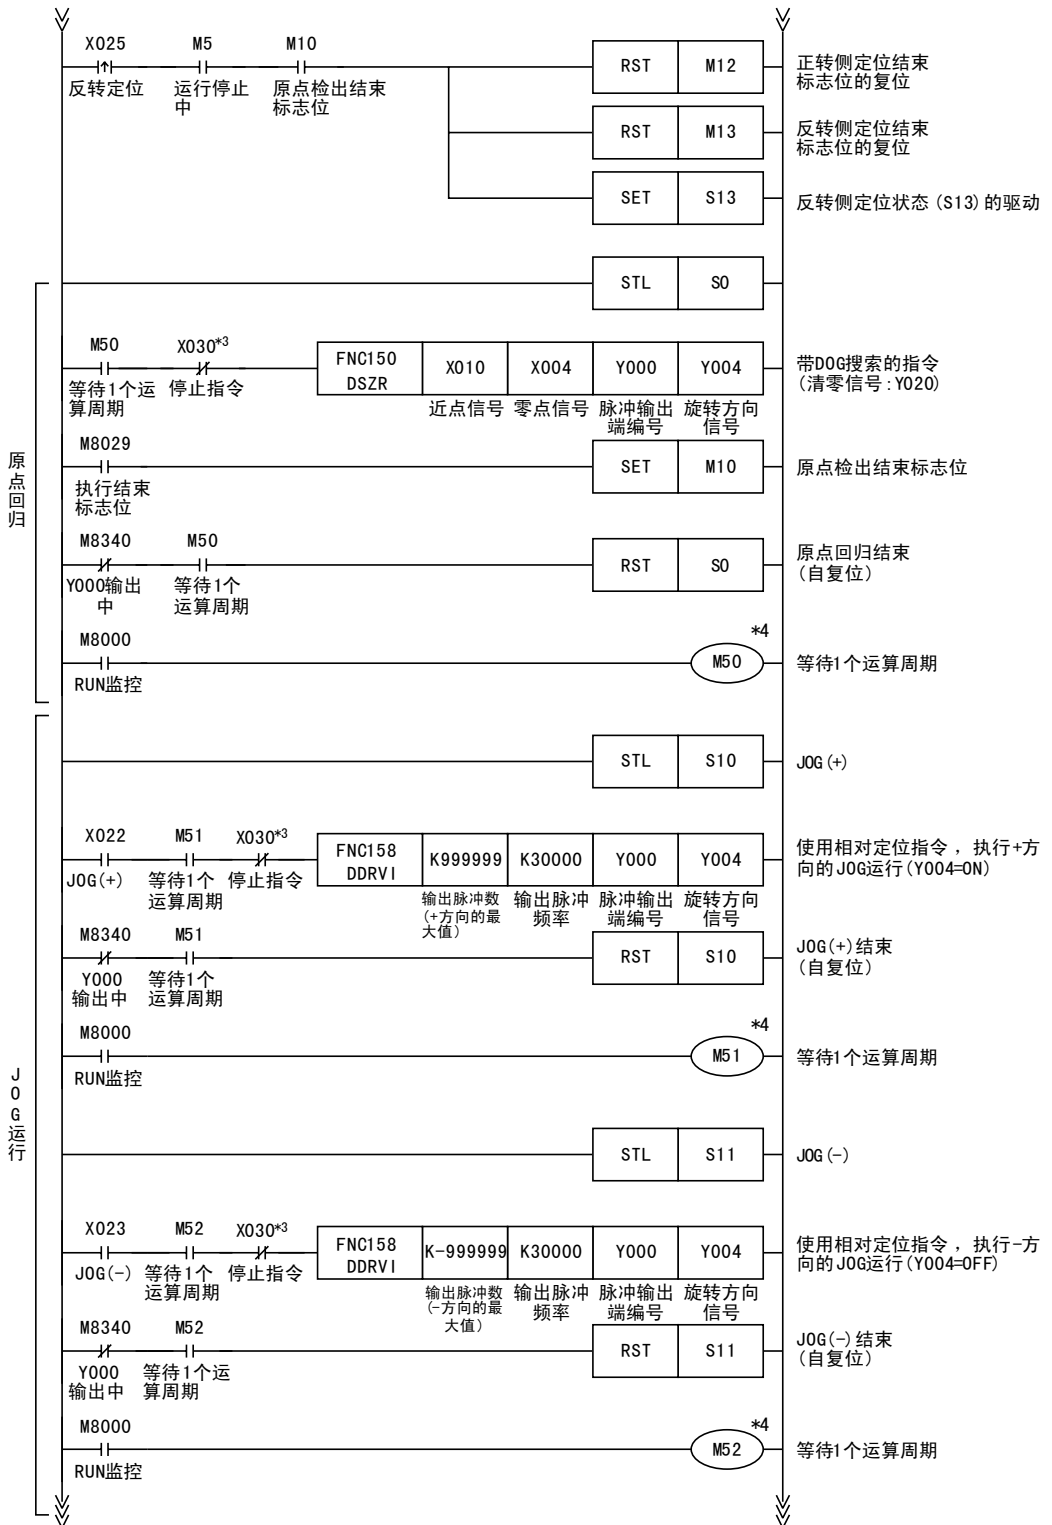 X025 M5 M10
反转定位 运行停止中 原点检出结束标志位
RST M12 正转侧定位结束
标志位的复位
RST M13 反转侧定位结束
标志位的复位
SET S13 反转侧定位状态(S13)的驱动
原点回归
STL S0
M50 X030*3
等待1个运算周期 停止指令
FNC150 DSZR X010 X004 Y000 Y004
近点信号 零点信号 脉冲输出端编号 旋转方向信号
带DOG搜索的指令
(清零信号:Y020)
M8029
执行结束标志位
SET M10 原点检出结束标志位
M8340 M50
Y000输出中 等待1个运算周期
RST S0 原点回归结束
(自复位)
M8000
RUN监控
*4
M50 等待1个运算周期
JOG运行
STL S10 JOG(+)
X022 M51 X030*3
JOG(+) 等待1个运算周期 停止指令
FNC158 DDRVI K999999 K30000 Y000 Y004
输出脉冲数(+方向的最大值) 输出脉冲频率 脉冲输出端编号 旋转方向信号
使用相对定位指令，执行+方
向的JOG运行(Y004=ON)
M8340 M51
Y000输出中 等待1个运算周期
RST S10 JOG(+)结束
(自复位)
M8000
RUN监控
*4
M51 等待1个运算周期
STL S11 JOG(-)
X023 M52 X030*3
JOG(-) 等待1个运算周期 停止指令
FNC158 DDRVI K-999999 K30000 Y000 Y004
输出脉冲数(-方向的最大值) 输出脉冲频率 脉冲输出端编号 旋转方向信号
使用相对定位指令，执行-方
向的JOG运行(Y004=OFF)
M8340 M52
Y000输出中 等待1个运算周期
RST S11 JOG(-)结束
(自复位)
M8000
RUN监控
*4
M52 等待1个运算周期